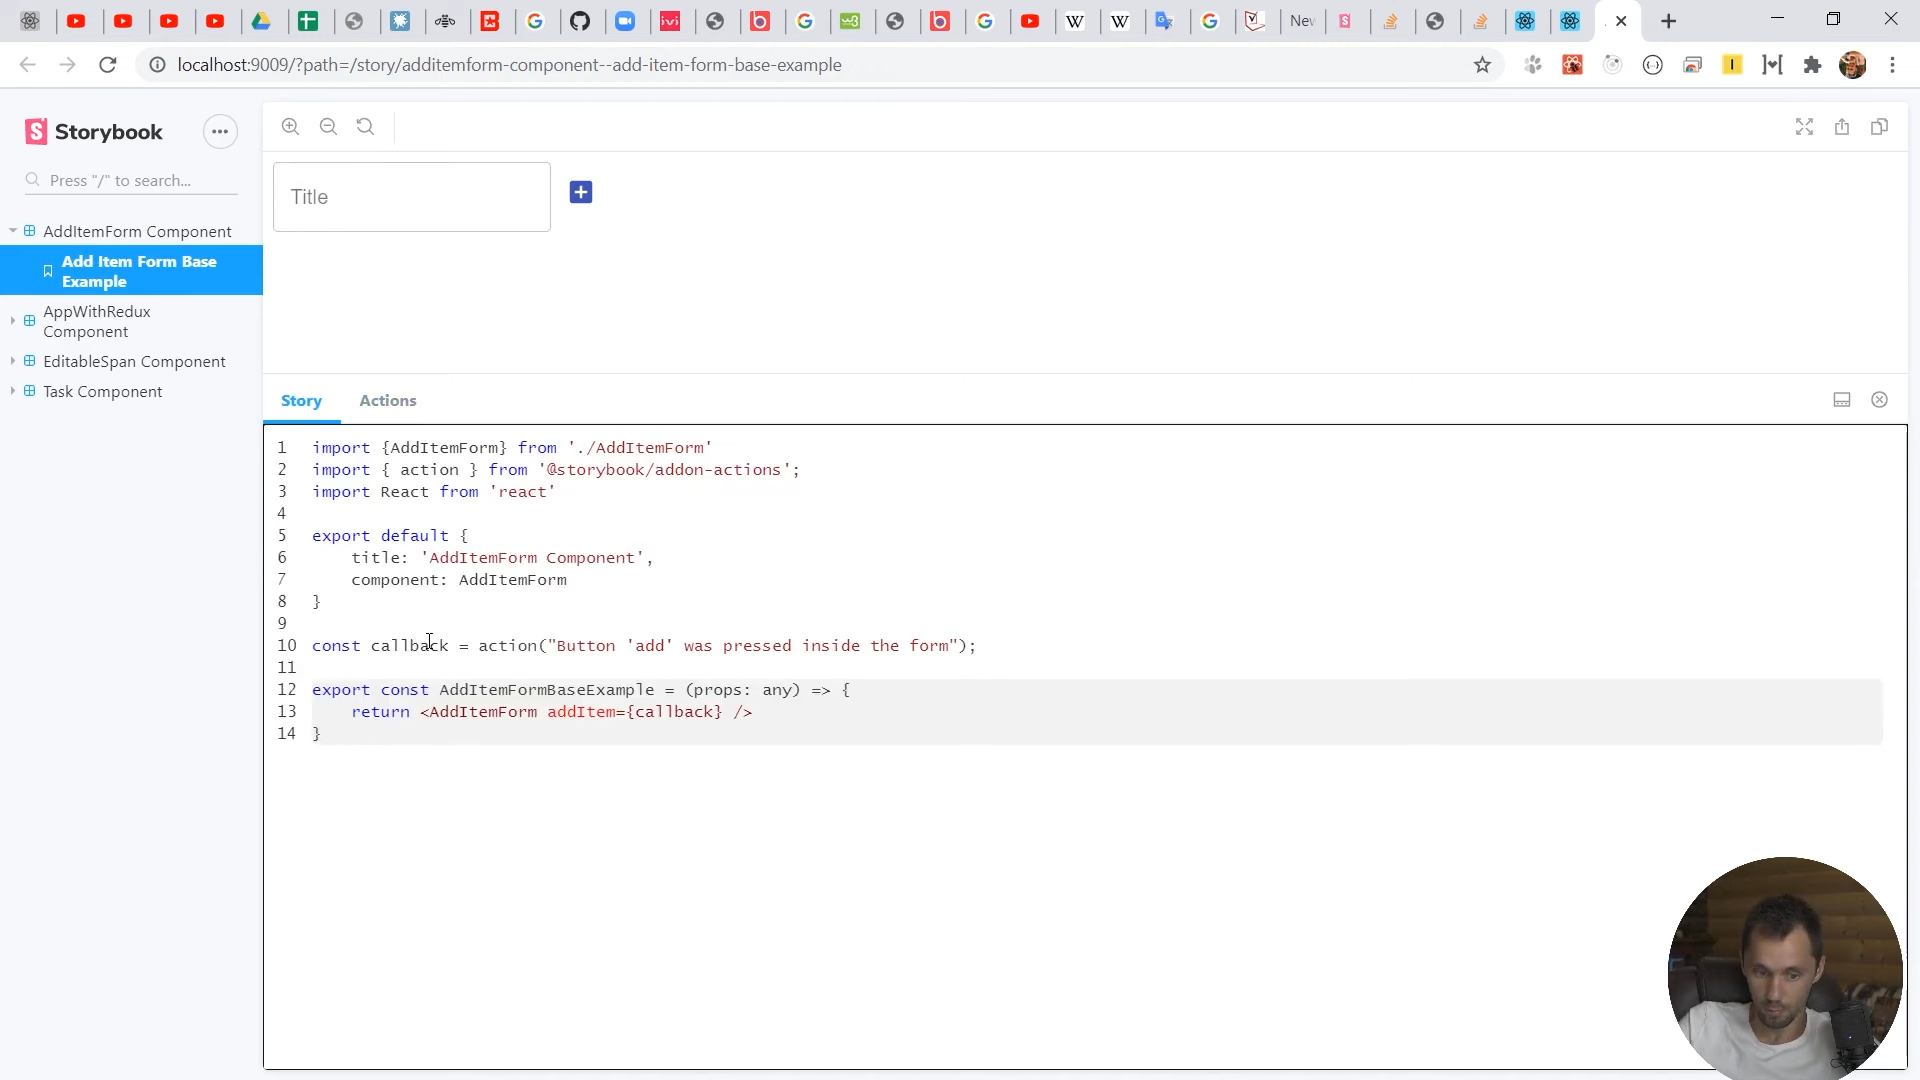 New
localhost:9009/?path=/story/additemform-component--add-item-form-base-example
Storybook
Press "/" to search...
AddItemForm Component
Add Item Form Base
Example
AppWithRedux
Component
EditableSpan Component
Task Component
Title
Story
Actions
1 import {AddItemForm} from './AddItemForm'
2 import { action } from '@storybook/addon-actions';
3 import React from 'react'
4
5 export default {
6 title: 'AddItemForm Component',
7 component: AddItemForm
8 }
9
10 const callback = action("Button 'add' was pressed inside the form");
11
12 export const AddItemFormBaseExample = (props: any) => {
13 return <AddItemForm addItem={callback} />
14 }